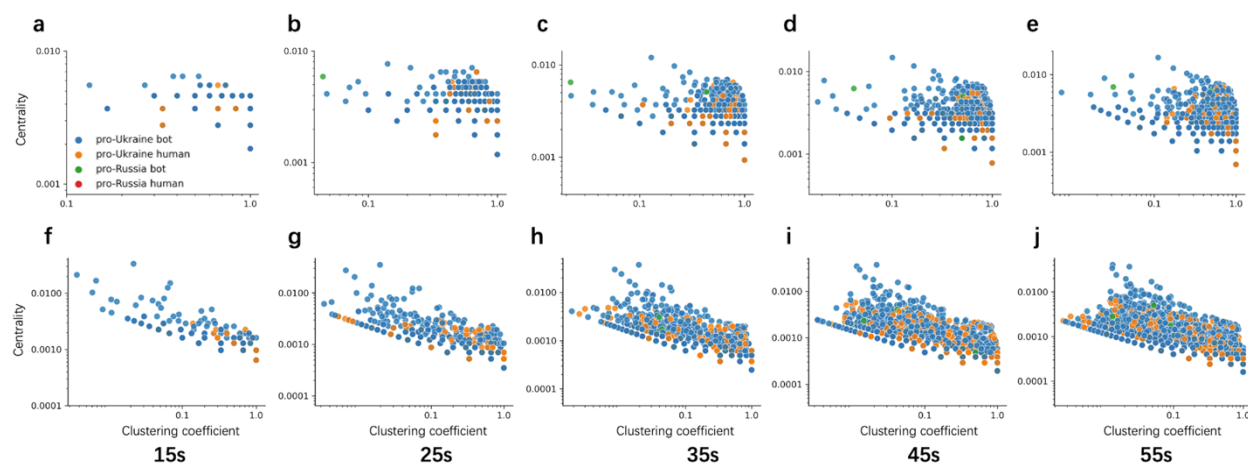 a b c d e
0.010 0.010 0.010 0.010 0.010
Centrality
pro-Ukraine bot
pro-Ukraine human
pro-Russia bot
pro-Russia human
0.001 0.001 0.001 0.001 0.001
0.1 1.0 0.1 1.0 0.1 1.0 0.1 1.0 0.1 1.0
f g h i j
0.0100 0.0100 0.0100 0.0100 0.0100
Centrality
0.0010 0.0010 0.0010 0.0010 0.0010
0.0001 0.0001 0.0001 0.0001 0.0001
0.1 1.0 0.1 1.0 0.1 1.0 0.1 1.0 0.1 1.0
Clustering coefficient Clustering coefficient Clustering coefficient Clustering coefficient Clustering coefficient
15s 25s 35s 45s 55s